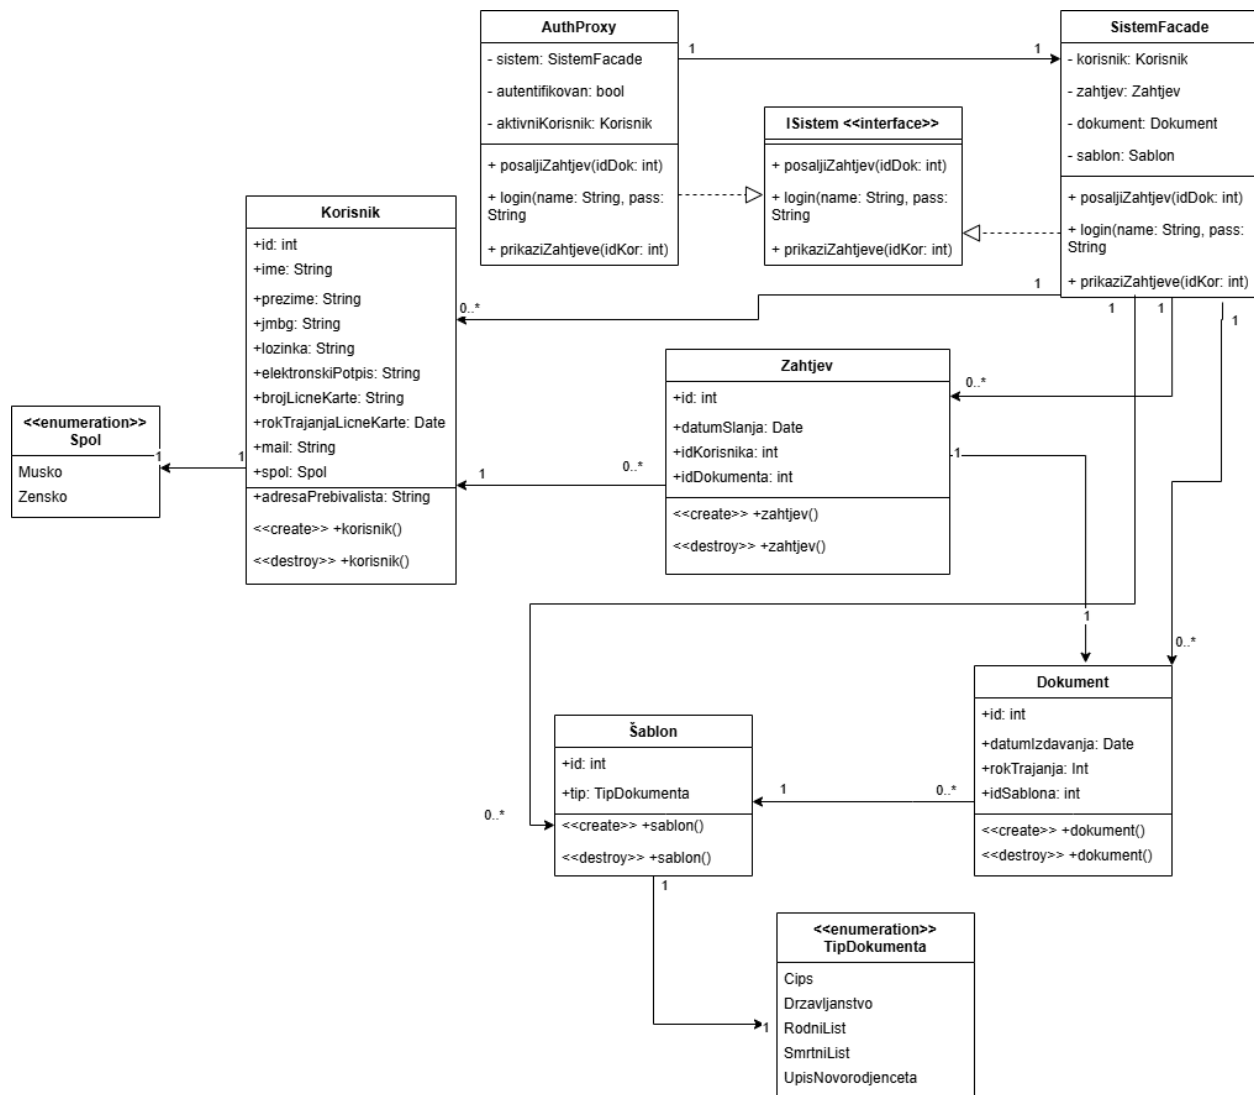 AuthProxy
- sistem: SistemFacade
- autentifikovan: bool
- aktivniKorisnik: Korisnik
+ posaljiZahtjev(idDok: int)
+ login(name: String, pass:
String
+ prikaziZahtjeve(idKor: int)
1
1
SistemFacade
- korisnik: Korisnik
- zahtjev: Zahtjev
- dokument: Dokument
- sablon: Sablon
+ posaljiZahtjev(idDok: int)
+ login(name: String, pass:
String
+ prikaziZahtjeve(idKor: int)
ISistem <<interface>>
+ posaljiZahtjev(idDok: int)
+ login(name: String, pass:
String
+ prikaziZahtjeve(idKor: int)
Korisnik
+id: int
+ime: String
+prezime: String
+jmbg: String
+lozinka: String
+elektronskiPotpis: String
+brojLicneKarte: String
+rokTrajanjaLicneKarte: Date
+mail: String
+spol: Spol
+adresaPrebivalista: String
<<create>> +korisnik()
<<destroy>> +korisnik()
0..*
1
1
1
1
<<enumeration>>
Spol
Musko
Zensko
1
1
Zahtjev
+id: int
+datumSlanja: Date
+idKorisnika: int
+idDokumenta: int
<<create>> +zahtjev()
<<destroy>> +zahtjev()
0..*
1
0..*
1
1
0..*
Dokument
+id: int
+datumIzdavanja: Date
+rokTrajanja: Int
+idSablona: int
<<create>> +dokument()
<<destroy>> +dokument()
Šablon
+id: int
+tip: TipDokumenta
<<create>> +sablon()
<<destroy>> +sablon()
1
0..*
0..*
1
1
<<enumeration>>
TipDokumenta
Cips
Drzavljanstvo
RodniList
SmrtniList
UpisNovorodjenceta